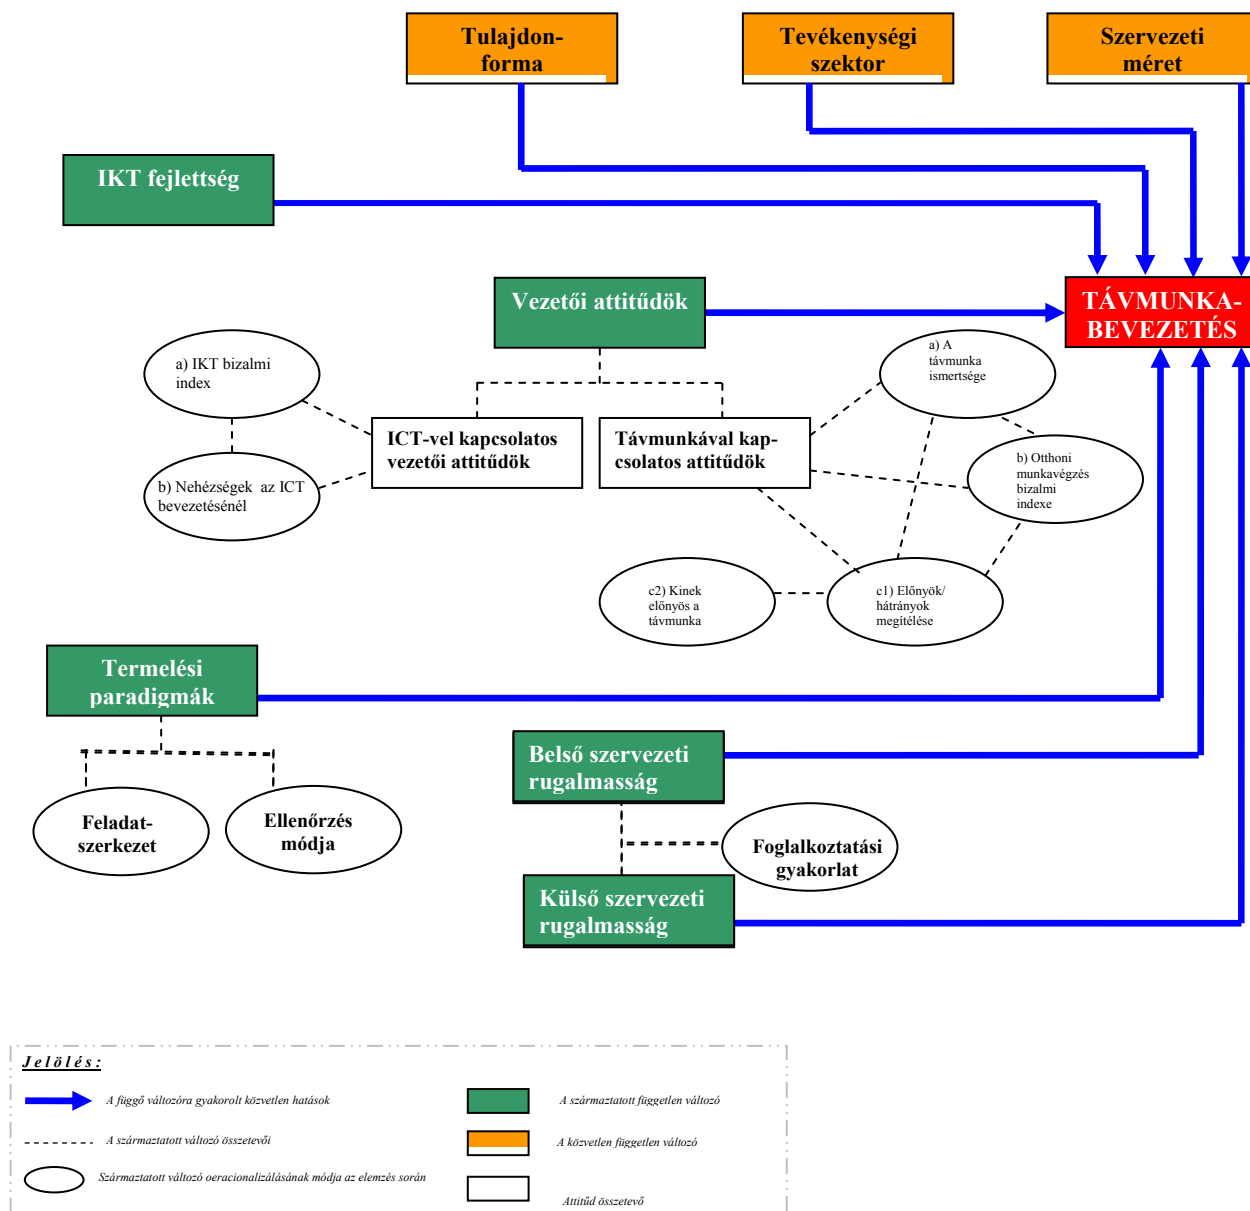 Tulajdon-
forma
Tevékenységi
szektor
Szervezeti
méret
IKT fejlettség
Vezetői attitűdök
TÁVMUNKA-
BEVEZETÉS
a) IKT bizalmi
index
a) A
távmunka
ismertsége
ICT-vel kapcsolatos
vezetői attitűdök
Távmunkával kap-
csolatos attitűdök
b) Nehézségek az ICT
bevezetésénél
b) Otthoni
munkavégzés
bizalmi
indexe
c2) Kinek
előnyös a
távmunka
c1) Előnyök/
hátrányok
megítélése
Termelési
paradigmák
Belső szervezeti
rugalmasság
Feladat-
szerkezet
Ellenőrzés
módja
Foglalkoztatási
gyakorlat
Külső szervezeti
rugalmasság
Jelölés:
A függő változóra gyakorolt közvetlen hatások
A származtatott független változó
A származtatott változó összetevői
A közvetlen független változó
Származtatott változó oeracionalizálásának módja az elemzés során
Attitűd összetevő